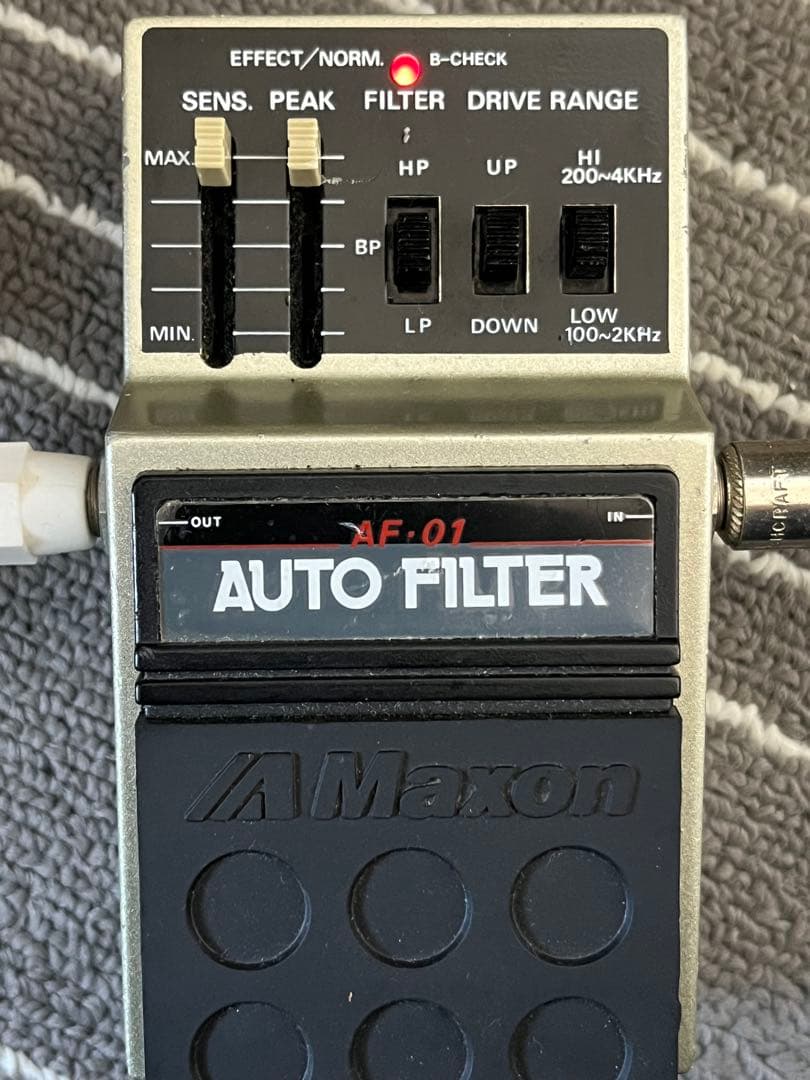 EFFECT/NORM. B-CHECK
SENS. PEAK FILTER DRIVE RANGE
MAX. HP UP HI
200~4KHz
BP
MIN. LP DOWN LOW
100~2KHz
OUT IN
AF·01
AUTO FILTER
Maxon